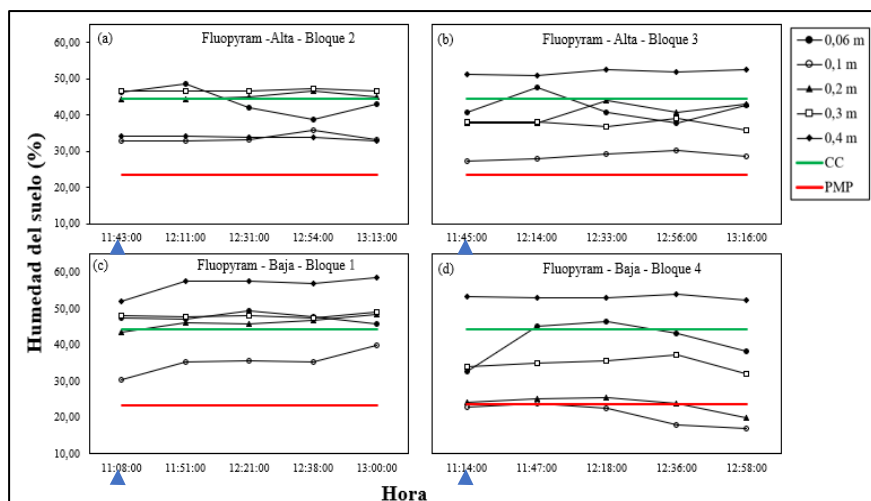 Humedad del suelo (%)
(a) Fluopyram -Alta - Bloque 2
60,00
50,00
40,00
30,00
20,00
10,00
11:43:00 12:11:00 12:31:00 12:54:00 13:13:00
(b) Fluopyram - Alta - Bloque 3
11:45:00 12:14:00 12:33:00 12:56:00 13:16:00
0,06 m
0,1 m
0,2 m
0,3 m
0,4 m
CC
PMP
(c) Fluopyram - Baja - Bloque 1
60,00
50,00
40,00
30,00
20,00
10,00
11:08:00 11:51:00 12:21:00 12:38:00 13:00:00
(d) Fluopyram - Baja - Bloque 4
11:14:00 11:47:00 12:18:00 12:36:00 12:58:00
Hora